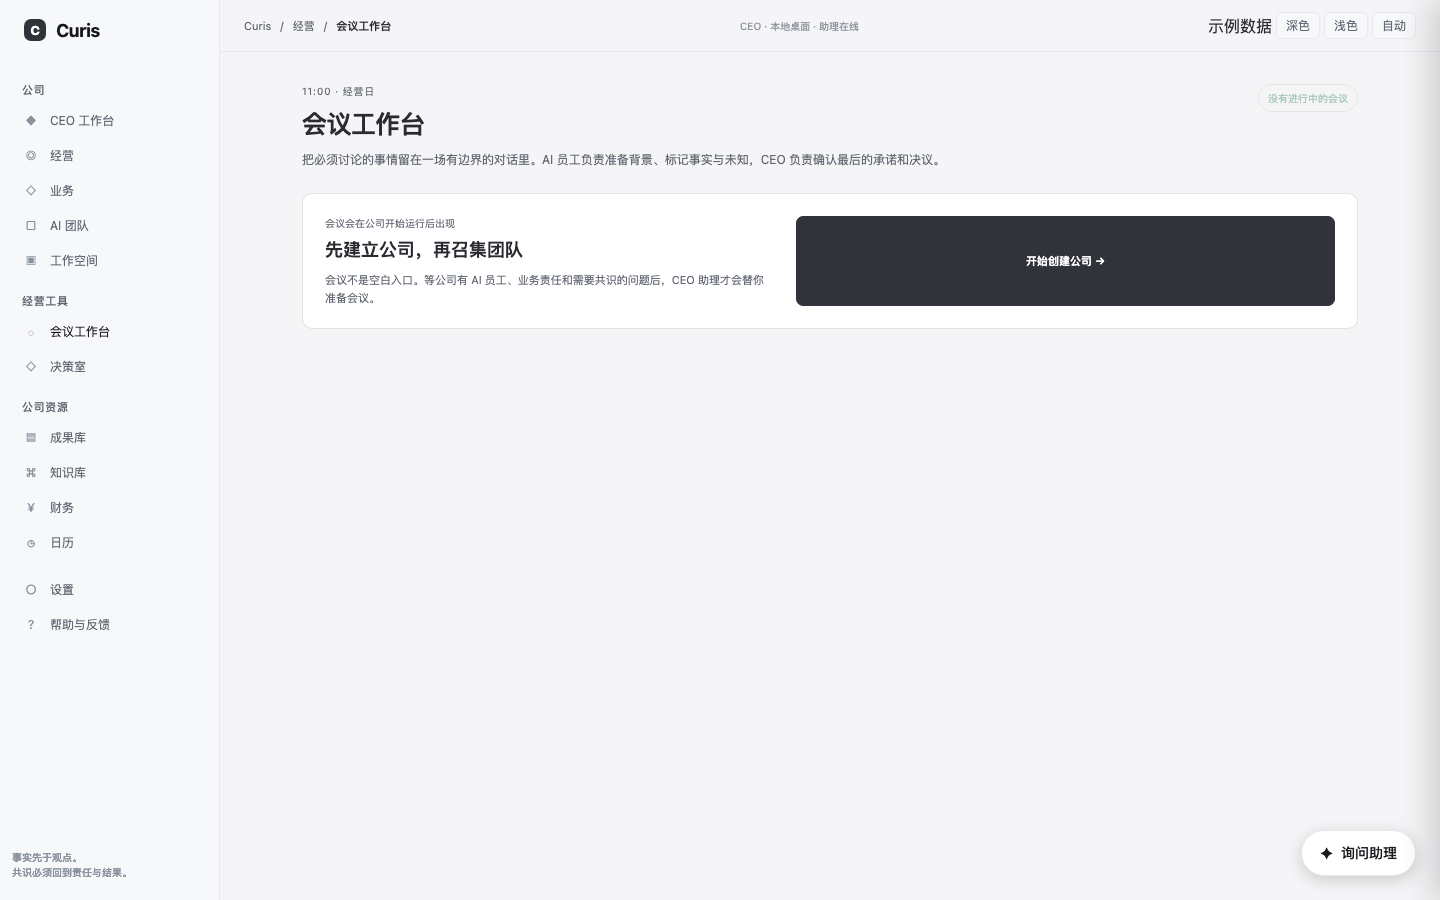 C Curis
公司
CEO 工作台
经营
业务
AI 团队
工作空间
经营工具
会议工作台
决策室
公司资源
成果库
⌘ 知识库
¥ 财务
日历
设置
? 帮助与反馈
事实先于观点。
共识必须回到责任与结果。
Curis / 经营 / 会议工作台
CEO · 本地桌面 · 助理在线
示例数据 深色 浅色 自动
11:00 · 经营日
没有进行中的会议
会议工作台
把必须讨论的事情留在一场有边界的对话里。AI 员工负责准备背景、标记事实与未知，CEO 负责确认最后的承诺和决议。
会议会在公司开始运行后出现
先建立公司，再召集团队
会议不是空白入口。等公司有 AI 员工、业务责任和需要共识的问题后，CEO 助理才会替你
准备会议。
开始创建公司 →
询问助理